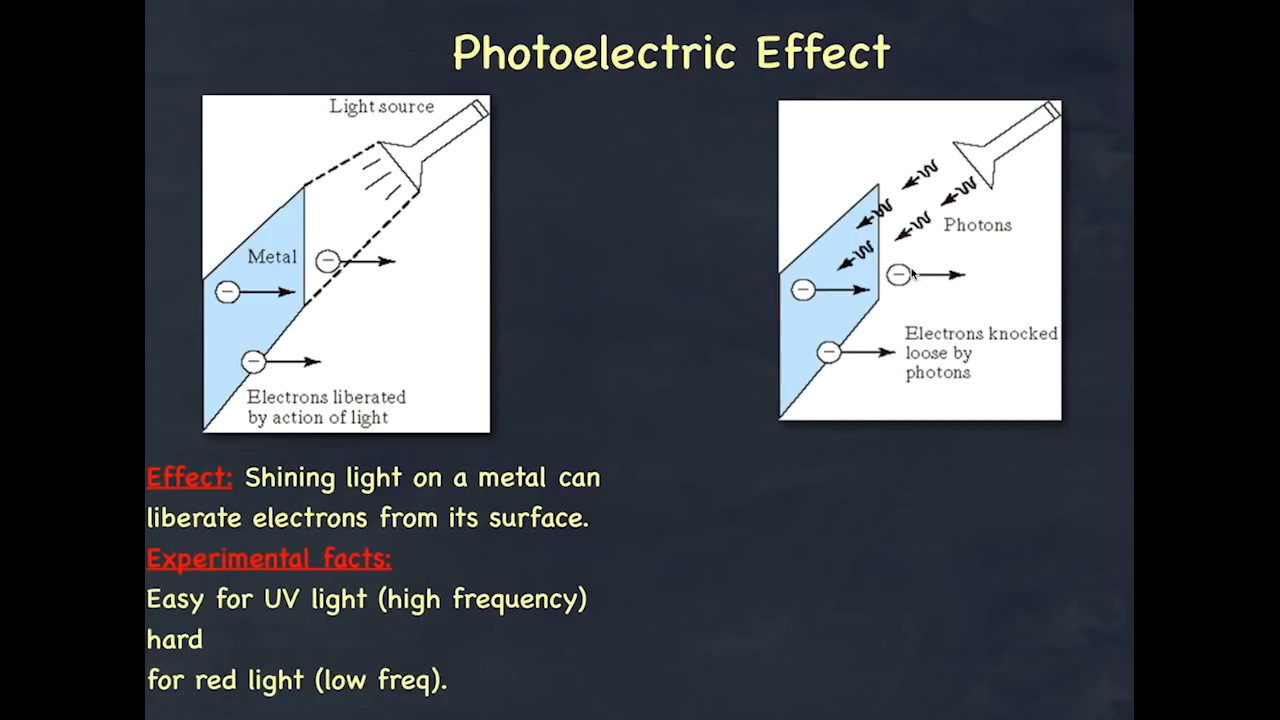 Photoelectric Effect
Light source
Metal
Electrons liberated
by action of light
Photons
Electrons knocked
loose by
photons
Effect: Shining light on a metal can
liberate electrons from its surface.
Experimental facts:
Easy for UV light (high frequency)
hard
for red light (low freq).